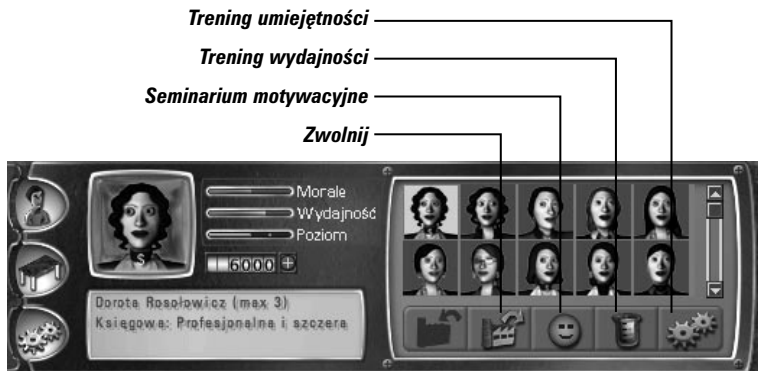 Trening umiejętności
Trening wydajności
Seminarium motywacyjne
Zwolnij
Morale
Wydajność
Poziom
6000
$
Dorota Rosołowicz (max 3)
Księgowa: Profesjonalna i szczera